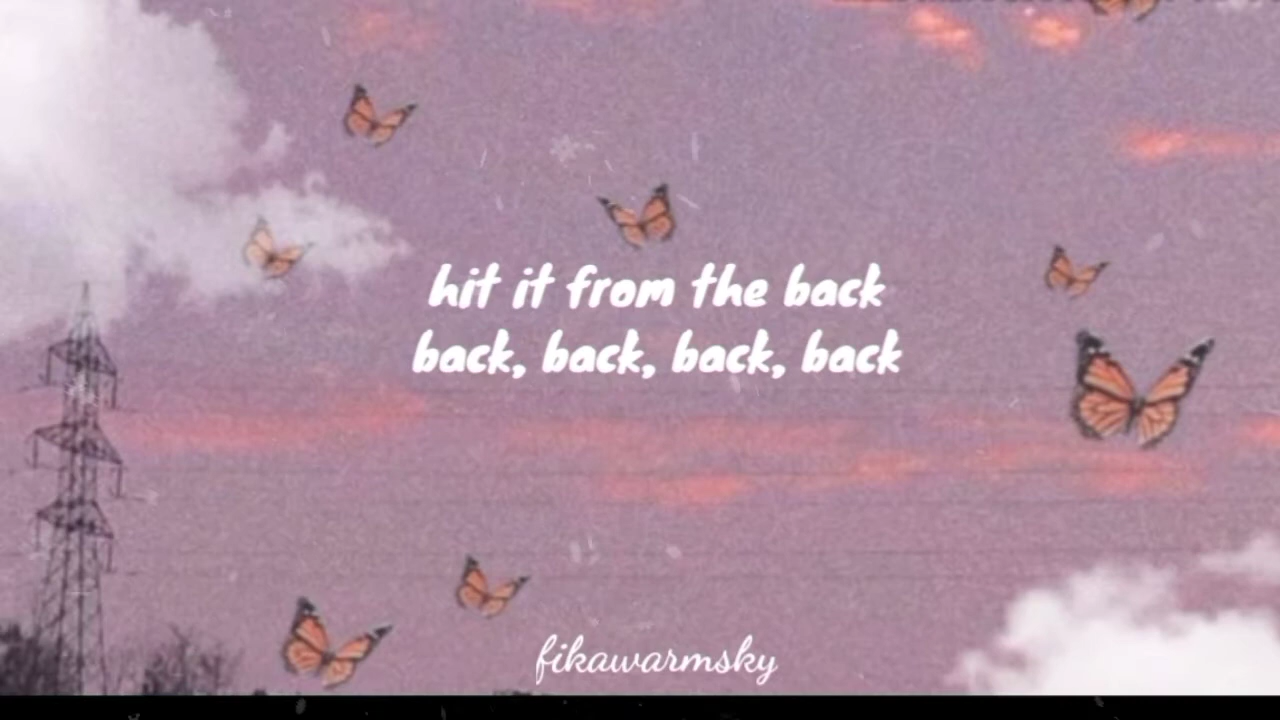 hit it from the back
back, back, back, back
fikawarmsky